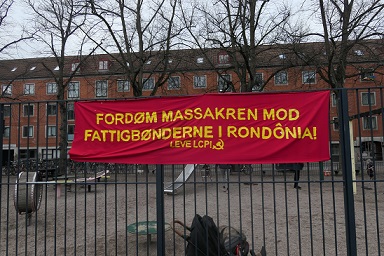 FORDØM MASSAKREN MOD
FATTIGBØNDERNE I RONDÔNIA!
LEVE LCP!